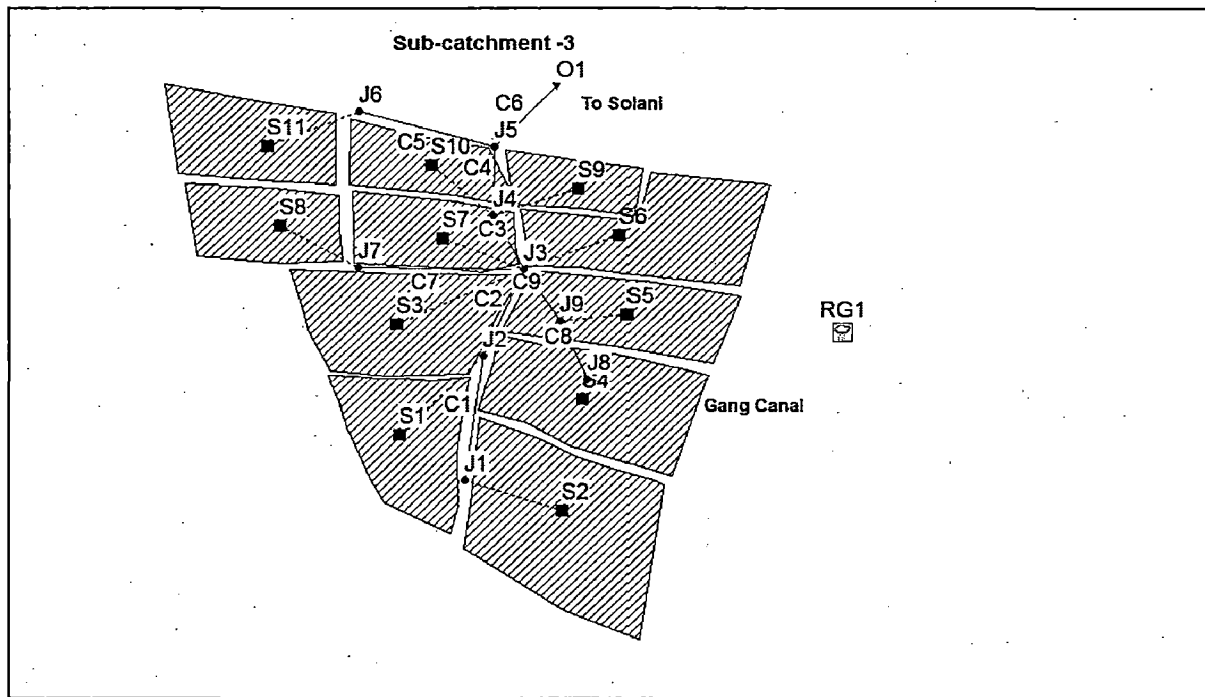 Sub-catchment -3
O1
C6
To Solani
J6
J5
S11
C5
S10
C4
S9
J4
S8
S7
C3
S6
J7
J3
C7
C9
S3
C2
J9
S5
RG1
J2
C8
J8
S4
S1
C1
Gang Canal
J1
S2